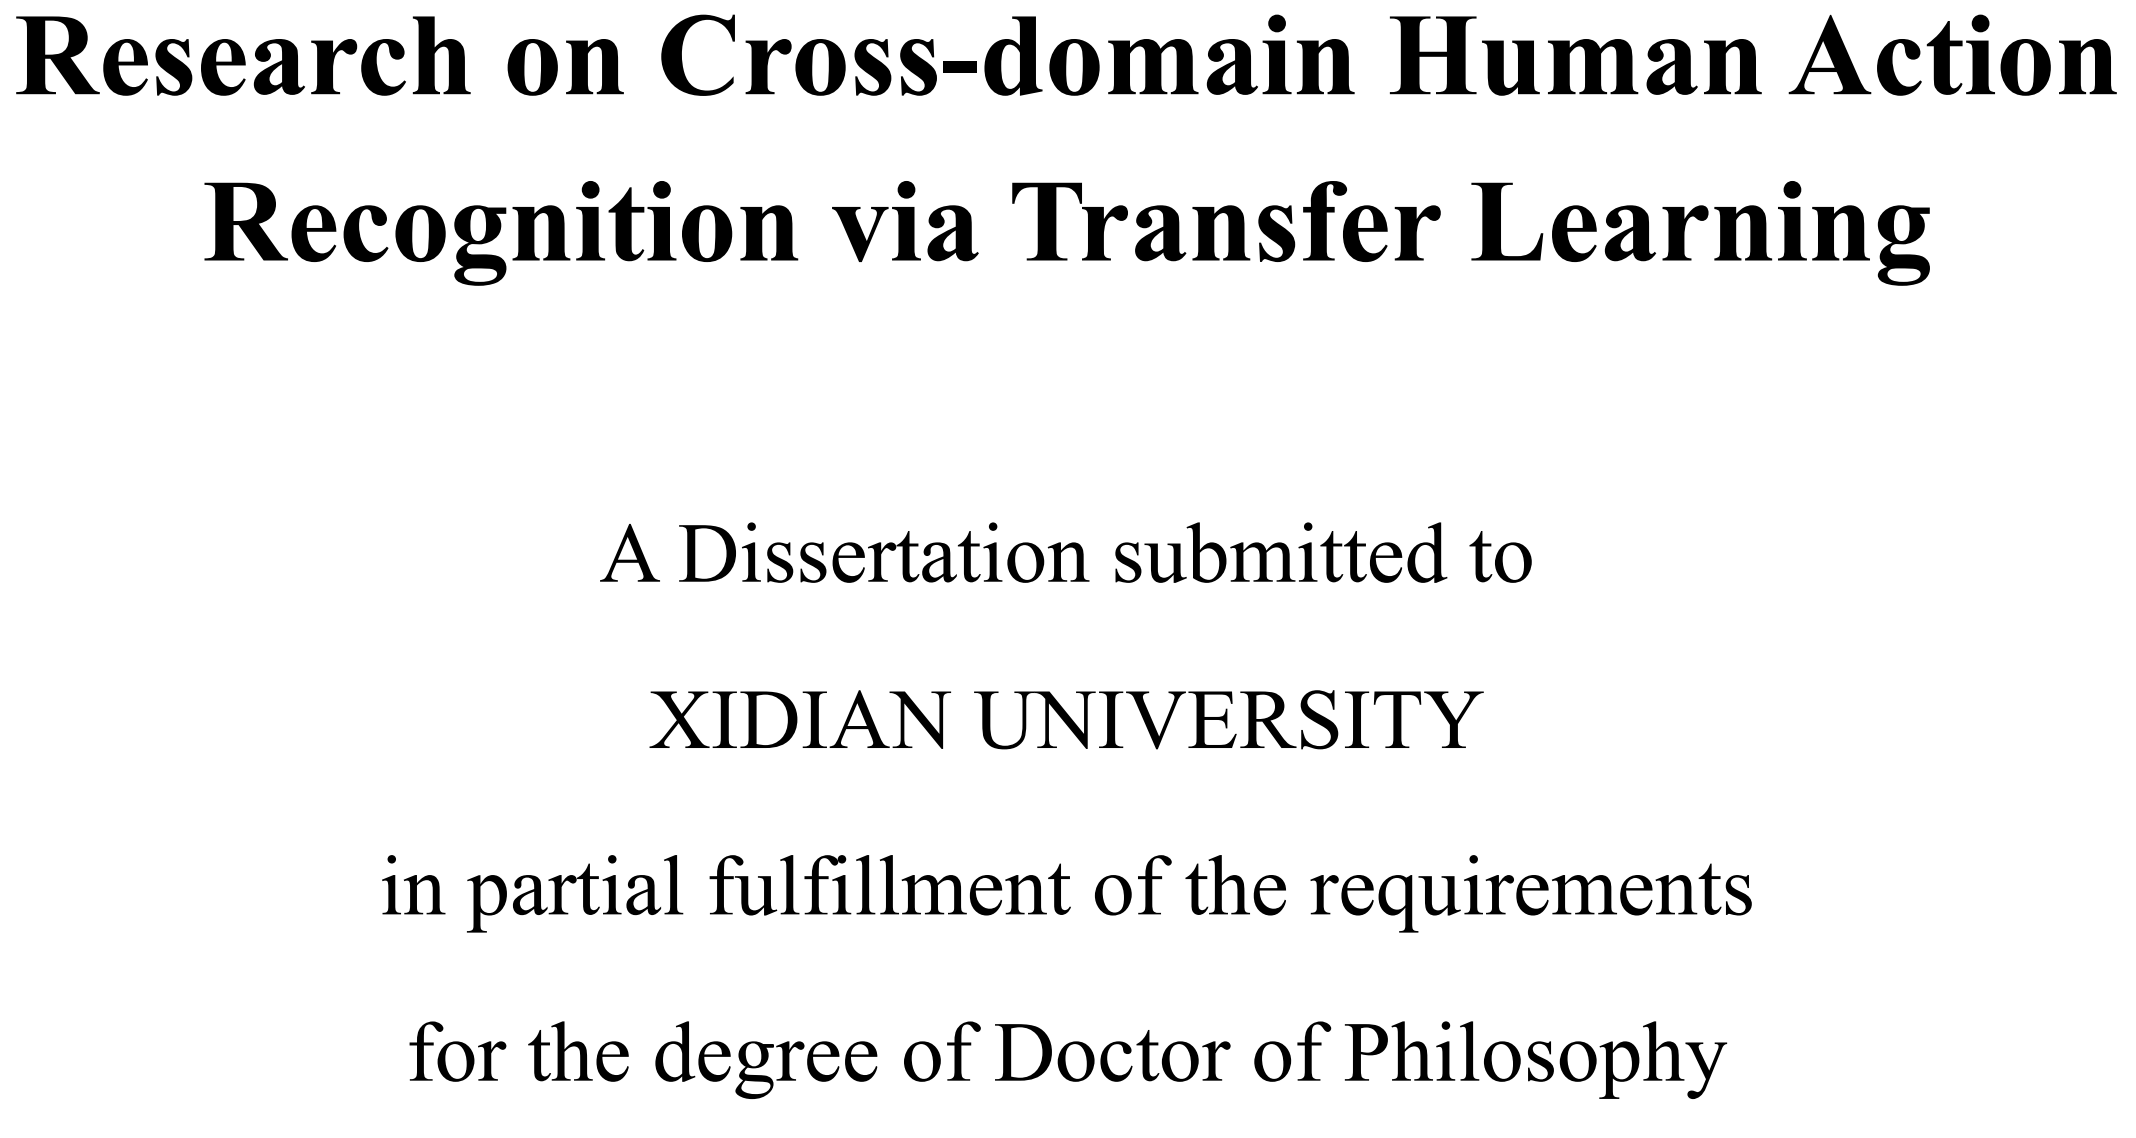 Research on Cross-domain Human Action
Recognition via Transfer Learning
A Dissertation submitted to
XIDIAN UNIVERSITY
in partial fulfillment of the requirements
for the degree of Doctor of Philosophy